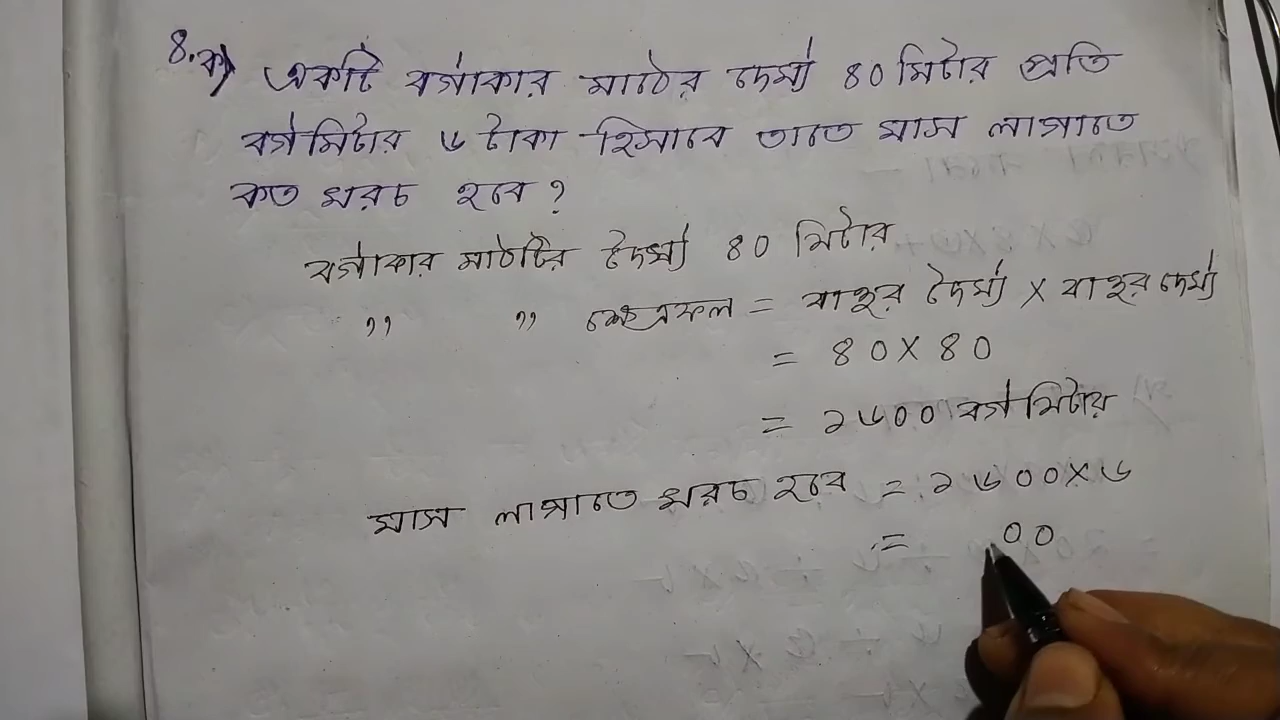 ৪.ক) একটি বর্গাকার মাঠের দৈর্ঘ্য ৪০ মিটার প্রতি
বর্গমিটার ৬ টাকা হিসাবে তাতে ঘাস লাগাতে
কত খরচ হবে?
বর্গাকার মাঠটির দৈর্ঘ্য ৪০ মিটার
,, ,, ক্ষেত্রফল = বাহুর দৈর্ঘ্য × বাহুর দৈর্ঘ্য
= ৪০×৪০
= ১৬০০ বর্গমিটার
ঘাস লাগাতে খরচ হবে = ১৬০০×৬
= ০০